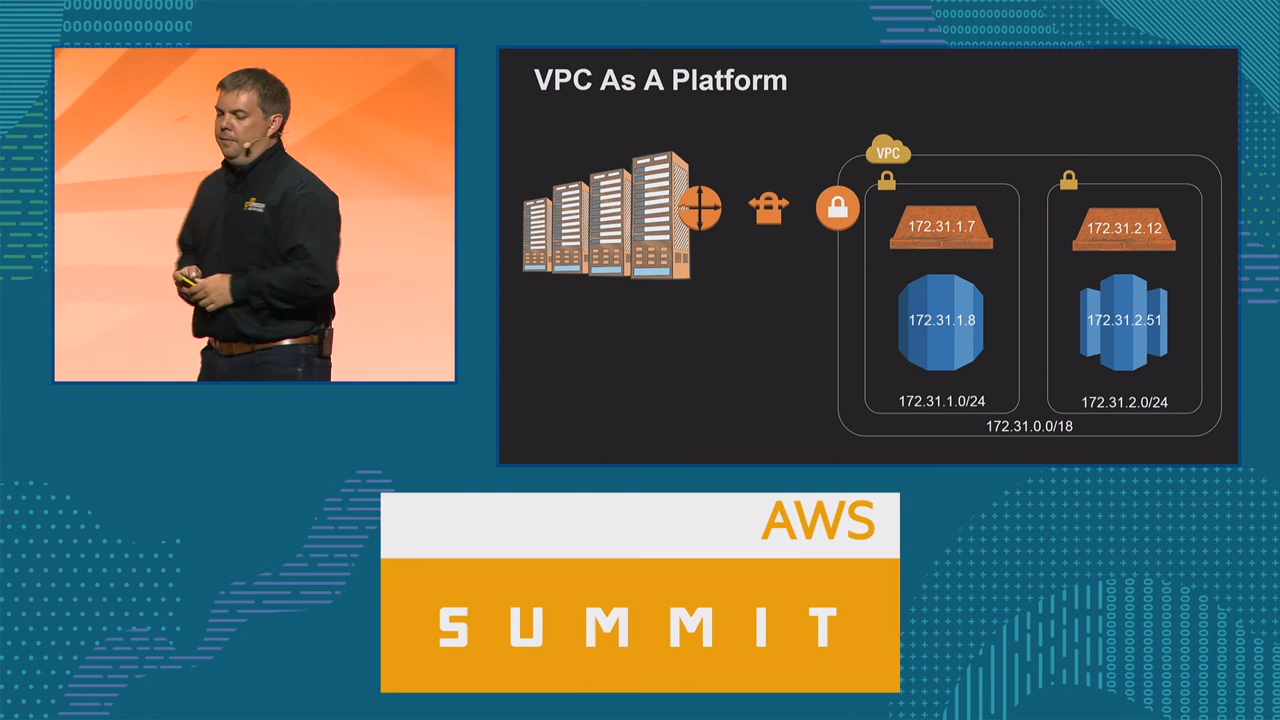 VPC As A Platform
VPC
172.31.1.7
172.31.2.12
172.31.1.8
172.31.2.51
172.31.1.0/24
172.31.2.0/24
172.31.0.0/18
AWS
SUMMIT